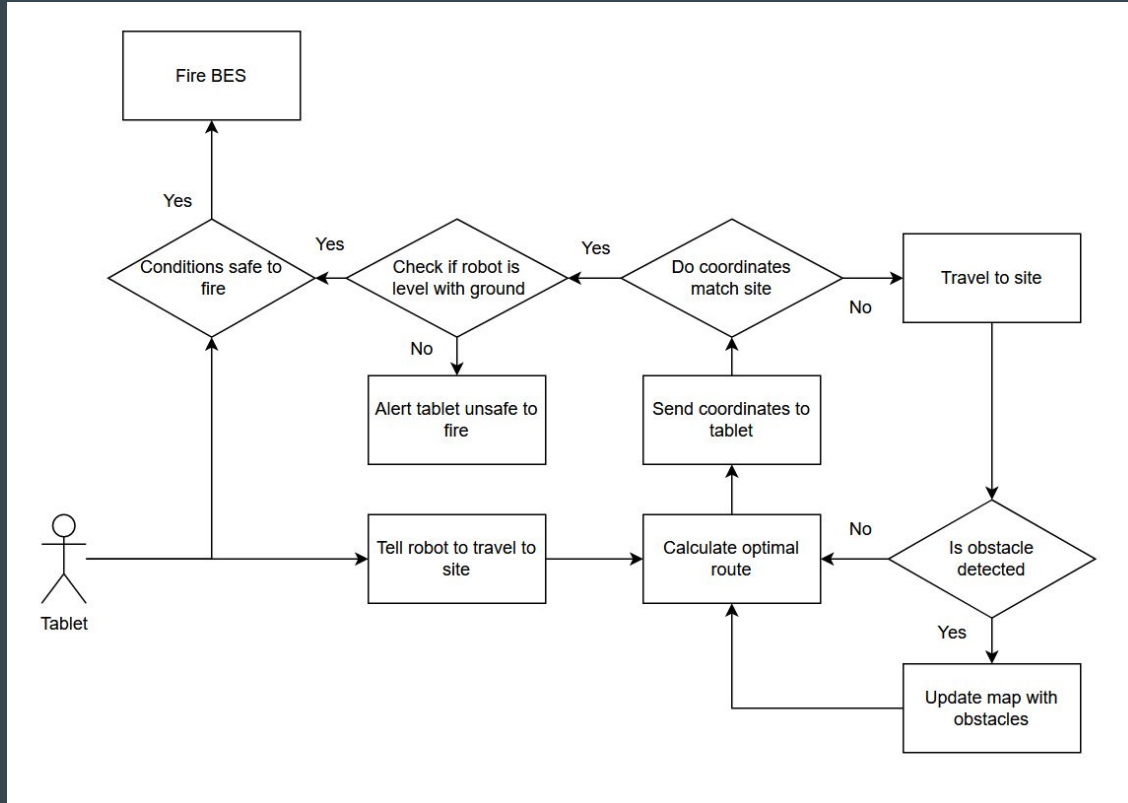 Fire BES
Yes
Conditions safe to
fire
Yes
Check if robot is
level with ground
Yes
Do coordinates
match site
No
Travel to site
No
Alert tablet unsafe to
fire
Send coordinates to
tablet
Tablet
Tell robot to travel to
site
Calculate optimal
route
No
Is obstacle
detected
Yes
Update map with
obstacles